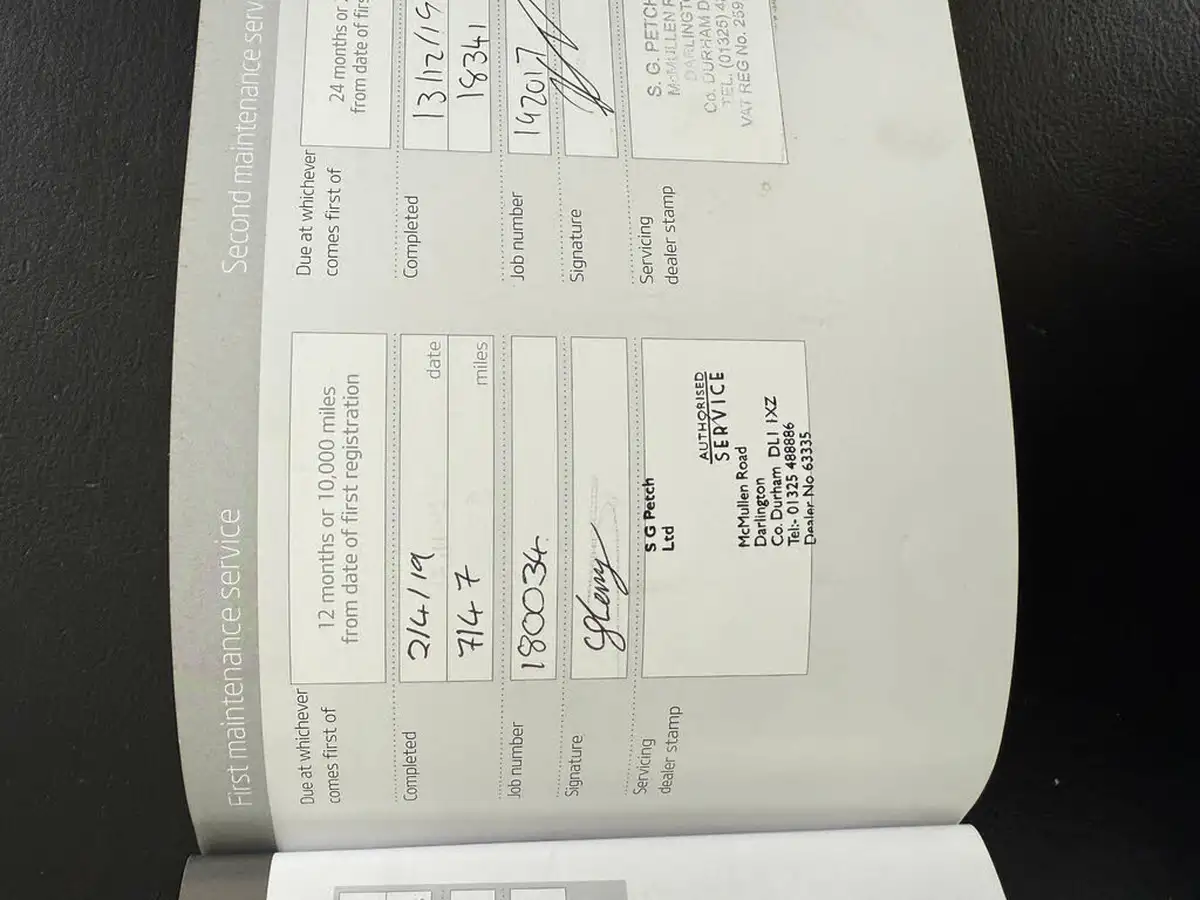 First maintenance service
Due at whichever
comes first of
12 months or 10,000 miles
from date of first registration
Completed
2/4/19 date
7147 miles
Job number
180034
Signature
Servicing
dealer stamp
S G Petch
Ltd
AUTHORISED
SERVICE
McMullen Road
Darlington
Co. Durham DL1 1XZ
Tel:- 01325 488886
Dealer No 63335
Second maintenance serv
Due at whichever
comes first of
24 months or
from date of firs
Completed
13/12/19
18341
Job number
192017
Signature
Servicing
dealer stamp
S. G. PETCH
McMULLEN R
DARLINGTO
Co. DURHAM D
TEL. (01325) 4
VAT REG No. 259